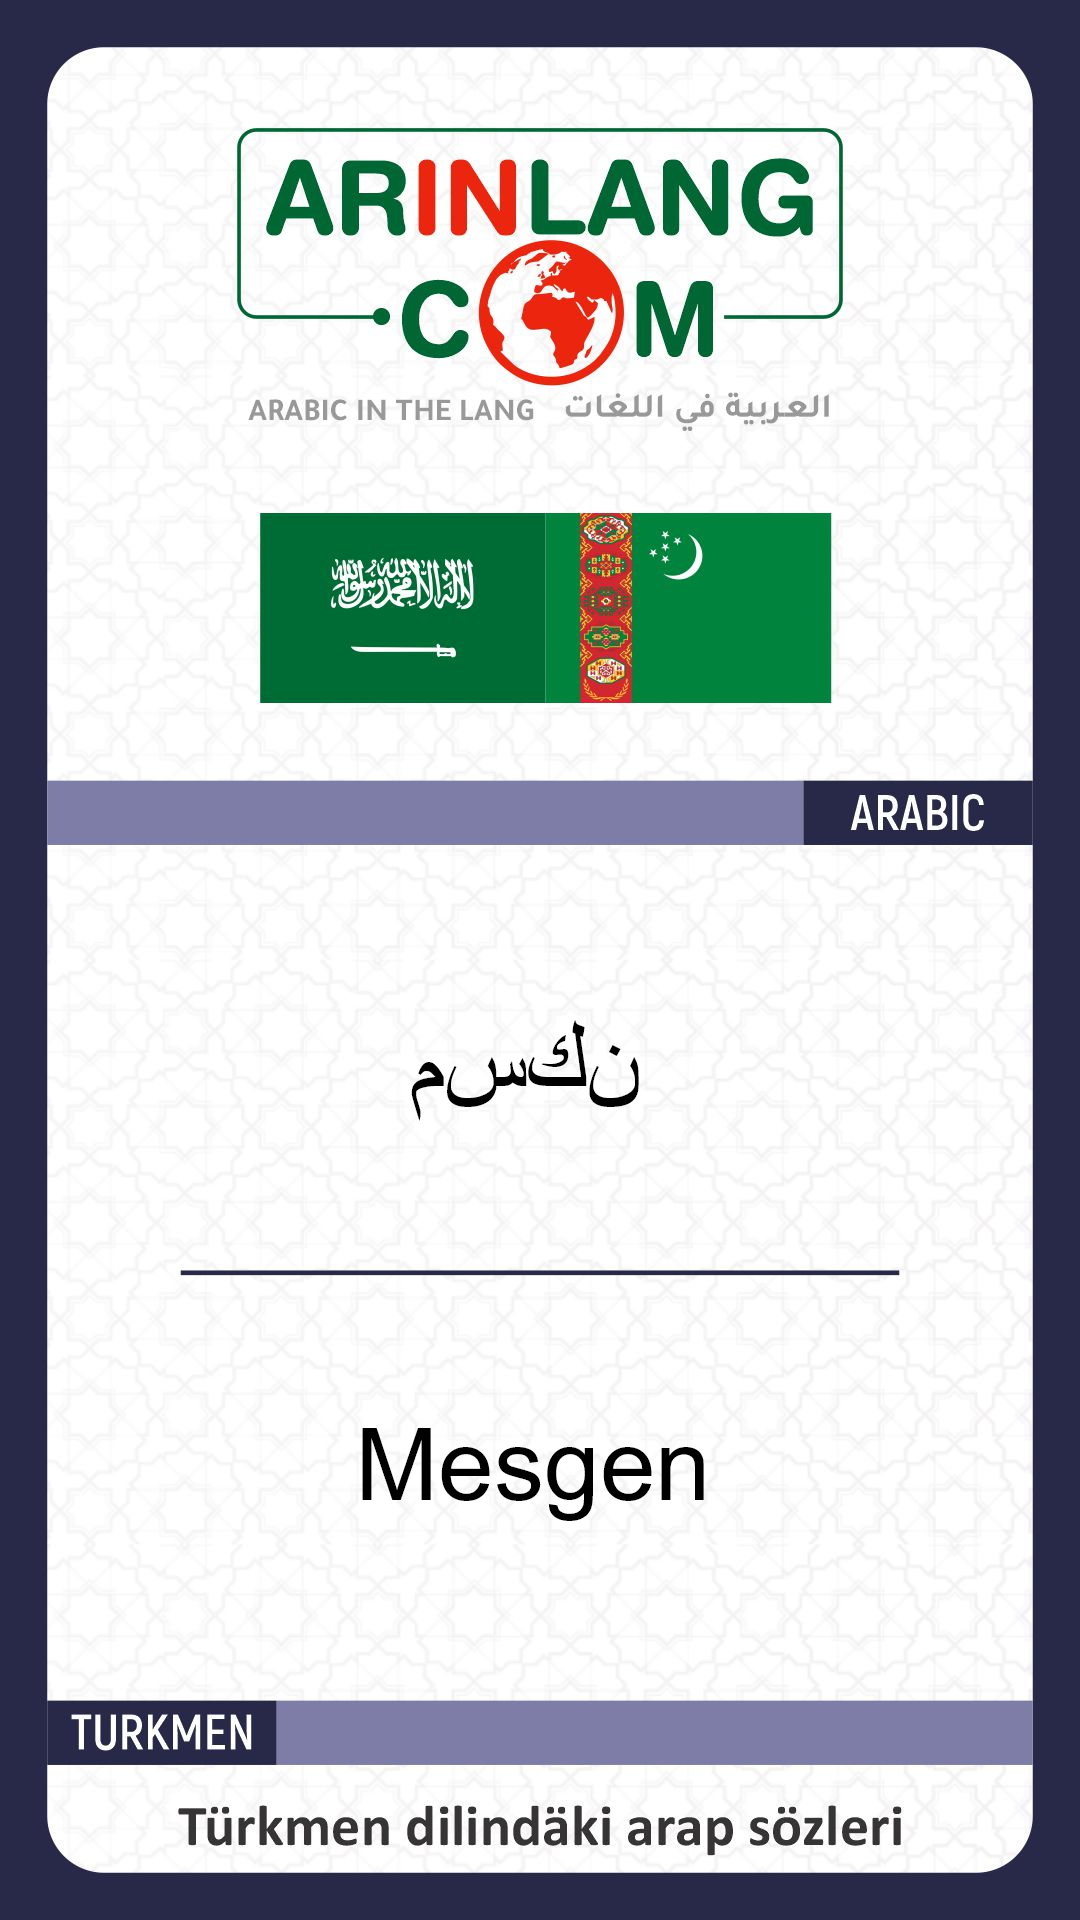 ARINLANG
.COM
ARABIC IN THE LANG العربية في اللغات
لا إله إلا الله محمد رسول الله
ARABIC
مسكن
Mesgen
TURKMEN
Türkmen dilindäki arap sözleri